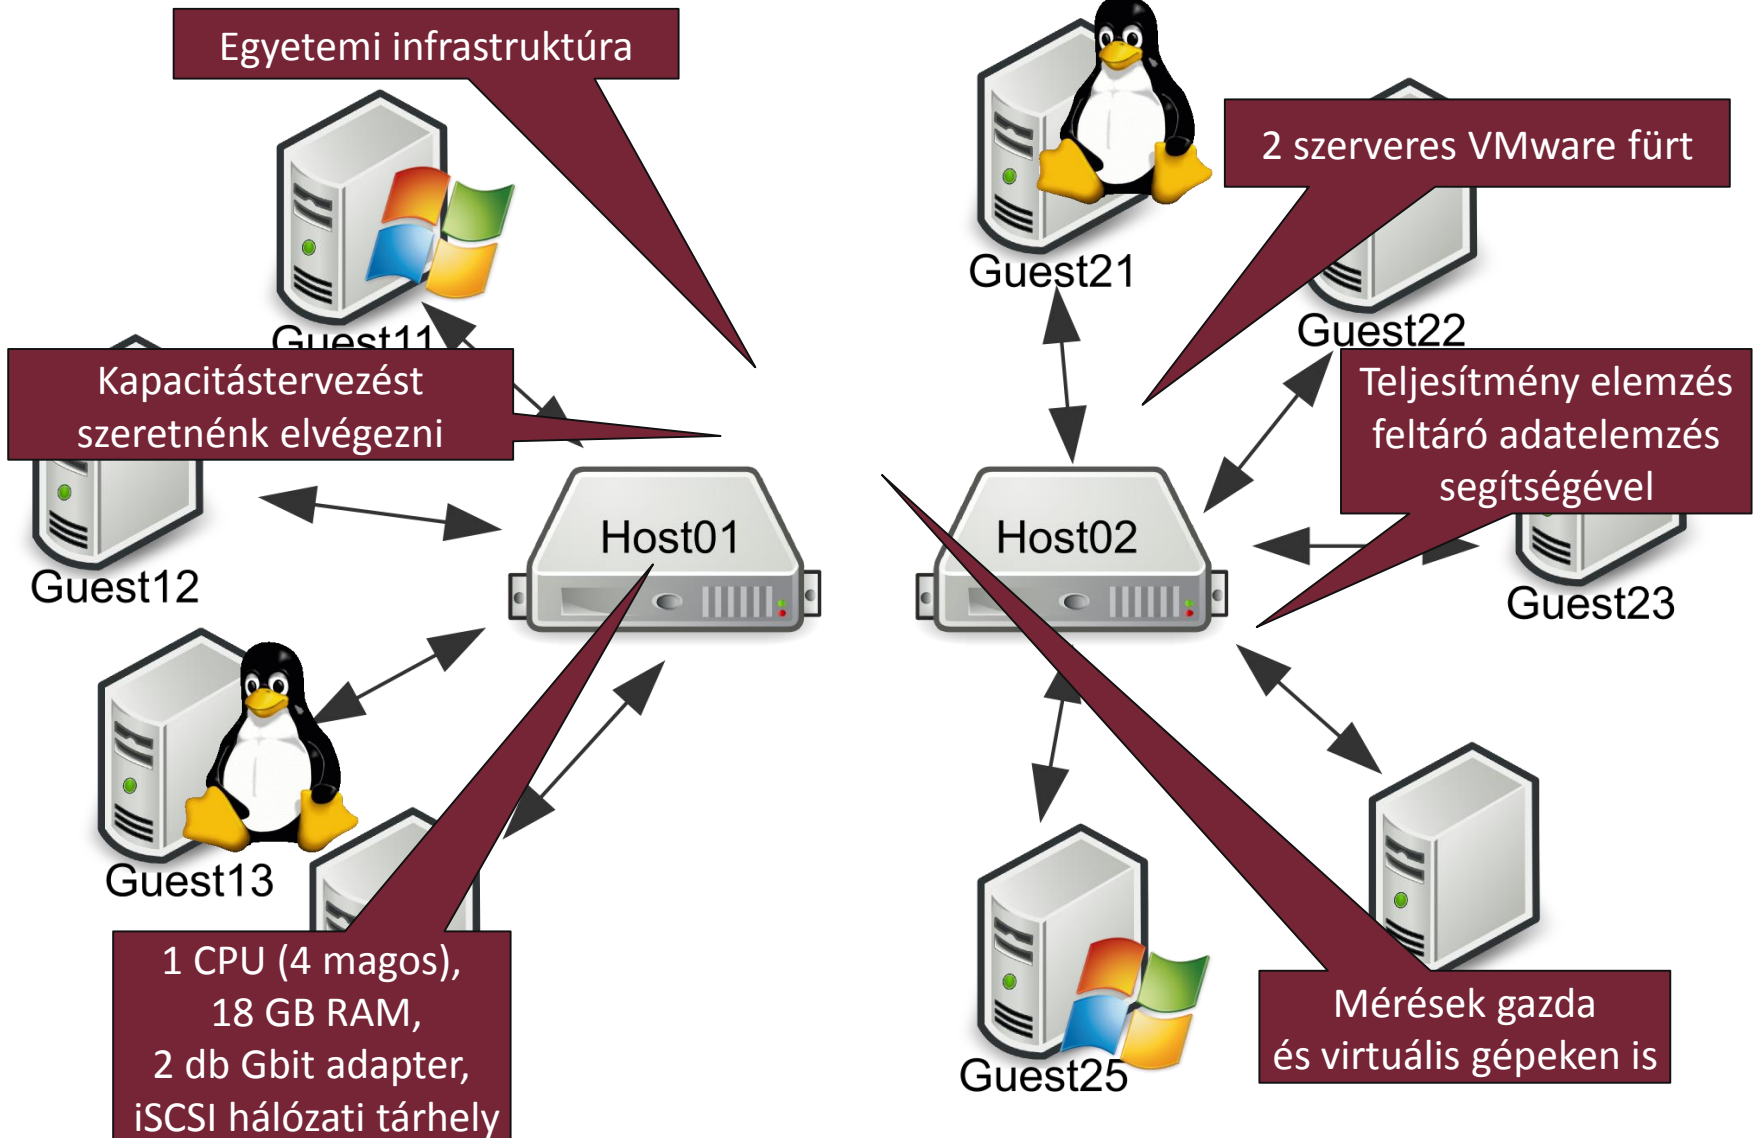 Egyetemi infrastruktúra
2 szerveres VMware fürt
Guest21
Guest11
Guest22
Kapacitástervezést
szeretnénk elvégezni
Teljesítmény elemzés
feltáró adatelemzés
segítségével
Host01
Host02
Guest12
Guest23
Guest13
1 CPU (4 magos),
18 GB RAM,
2 db Gbit adapter,
iSCSI hálózati tárhely
Guest25
Mérések gazda
és virtuális gépeken is